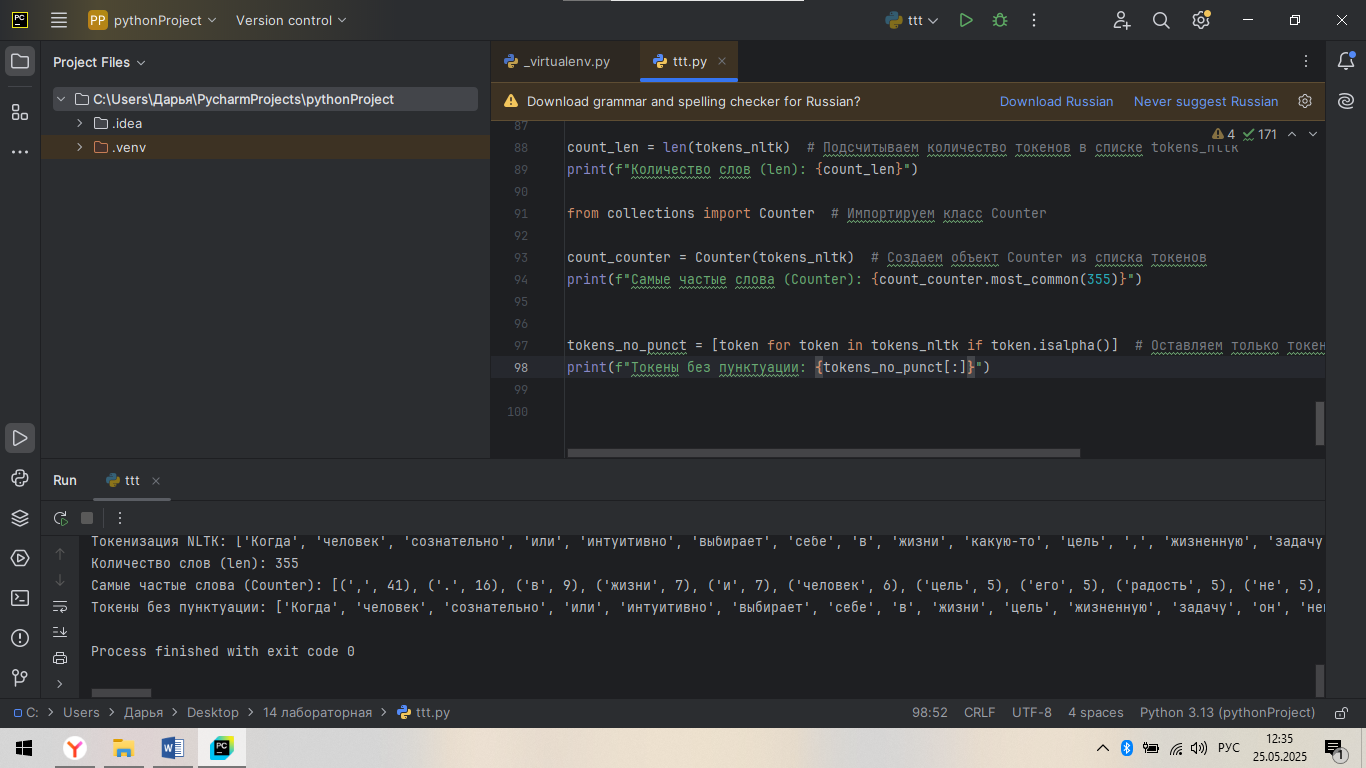 PC
PP pythonProject Version control ttt
Project Files
C:\Users\Дарья\PycharmProjects\pythonProject
.idea
.venv
_virtualenv.py ttt.py
Download grammar and spelling checker for Russian? Download Russian Never suggest Russian
4 171
87
88 count_len = len(tokens_nltk)  # Подсчитываем количество токенов в списке tokens_nltk
89 print(f"Количество слов (len): {count_len}")
90
91 from collections import Counter  # Импортируем класс Counter
92
93 count_counter = Counter(tokens_nltk)  # Создаем объект Counter из списка токенов
94 print(f"Самые частые слова (Counter): {count_counter.most_common(355)}")
95
96
97 tokens_no_punct = [token for token in tokens_nltk if token.isalpha()]  # Оставляем только токен
98 print(f"Токены без пунктуации: {tokens_no_punct[:]}")
99
100
Run ttt
Токенизация NLTK: ['Когда', 'человек', 'сознательно', 'или', 'интуитивно', 'выбирает', 'себе', 'в', 'жизни', 'какую-то', 'цель', ',', 'жизненную', 'задачу
Количество слов (len): 355
Самые частые слова (Counter): [(',', 41), ('.', 16), ('в', 9), ('жизни', 7), ('и', 7), ('человек', 6), ('цель', 5), ('его', 5), ('радость', 5), ('не', 5),
Токены без пунктуации: ['Когда', 'человек', 'сознательно', 'или', 'интуитивно', 'выбирает', 'себе', 'в', 'жизни', 'цель', 'жизненную', 'задачу', 'он', 'не
Process finished with exit code 0
C: Users Дарья Desktop 14 лабораторная ttt.py 98:52 CRLF UTF-8 4 spaces Python 3.13 (pythonProject)
РУС 12:35
25.05.2025
1